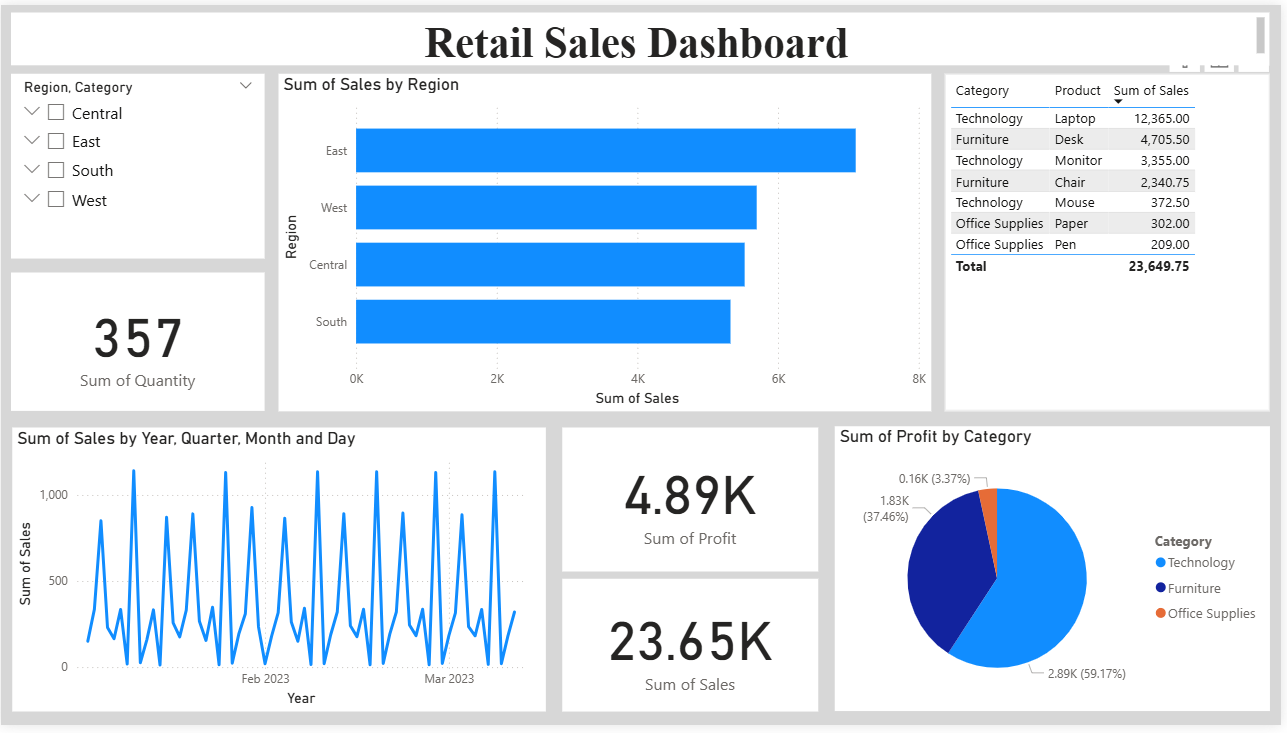 Retail Sales Dashboard
Region, Category
Central
East
South
West
357
Sum of Quantity
Sum of Sales by Region
Region
East
West
Central
South
0K 2K 4K 6K 8K
Sum of Sales
Category Product Sum of Sales
Technology Laptop 12,365.00
Furniture Desk 4,705.50
Technology Monitor 3,355.00
Furniture Chair 2,340.75
Technology Mouse 372.50
Office Supplies Paper 302.00
Office Supplies Pen 209.00
Total 23,649.75
Sum of Sales by Year, Quarter, Month and Day
Sum of Sales
1,000
500
0
Feb 2023 Mar 2023
Year
4.89K
Sum of Profit
23.65K
Sum of Sales
Sum of Profit by Category
0.16K (3.37%)
1.83K
(37.46%)
2.89K (59.17%)
Category
Technology
Furniture
Office Supplies